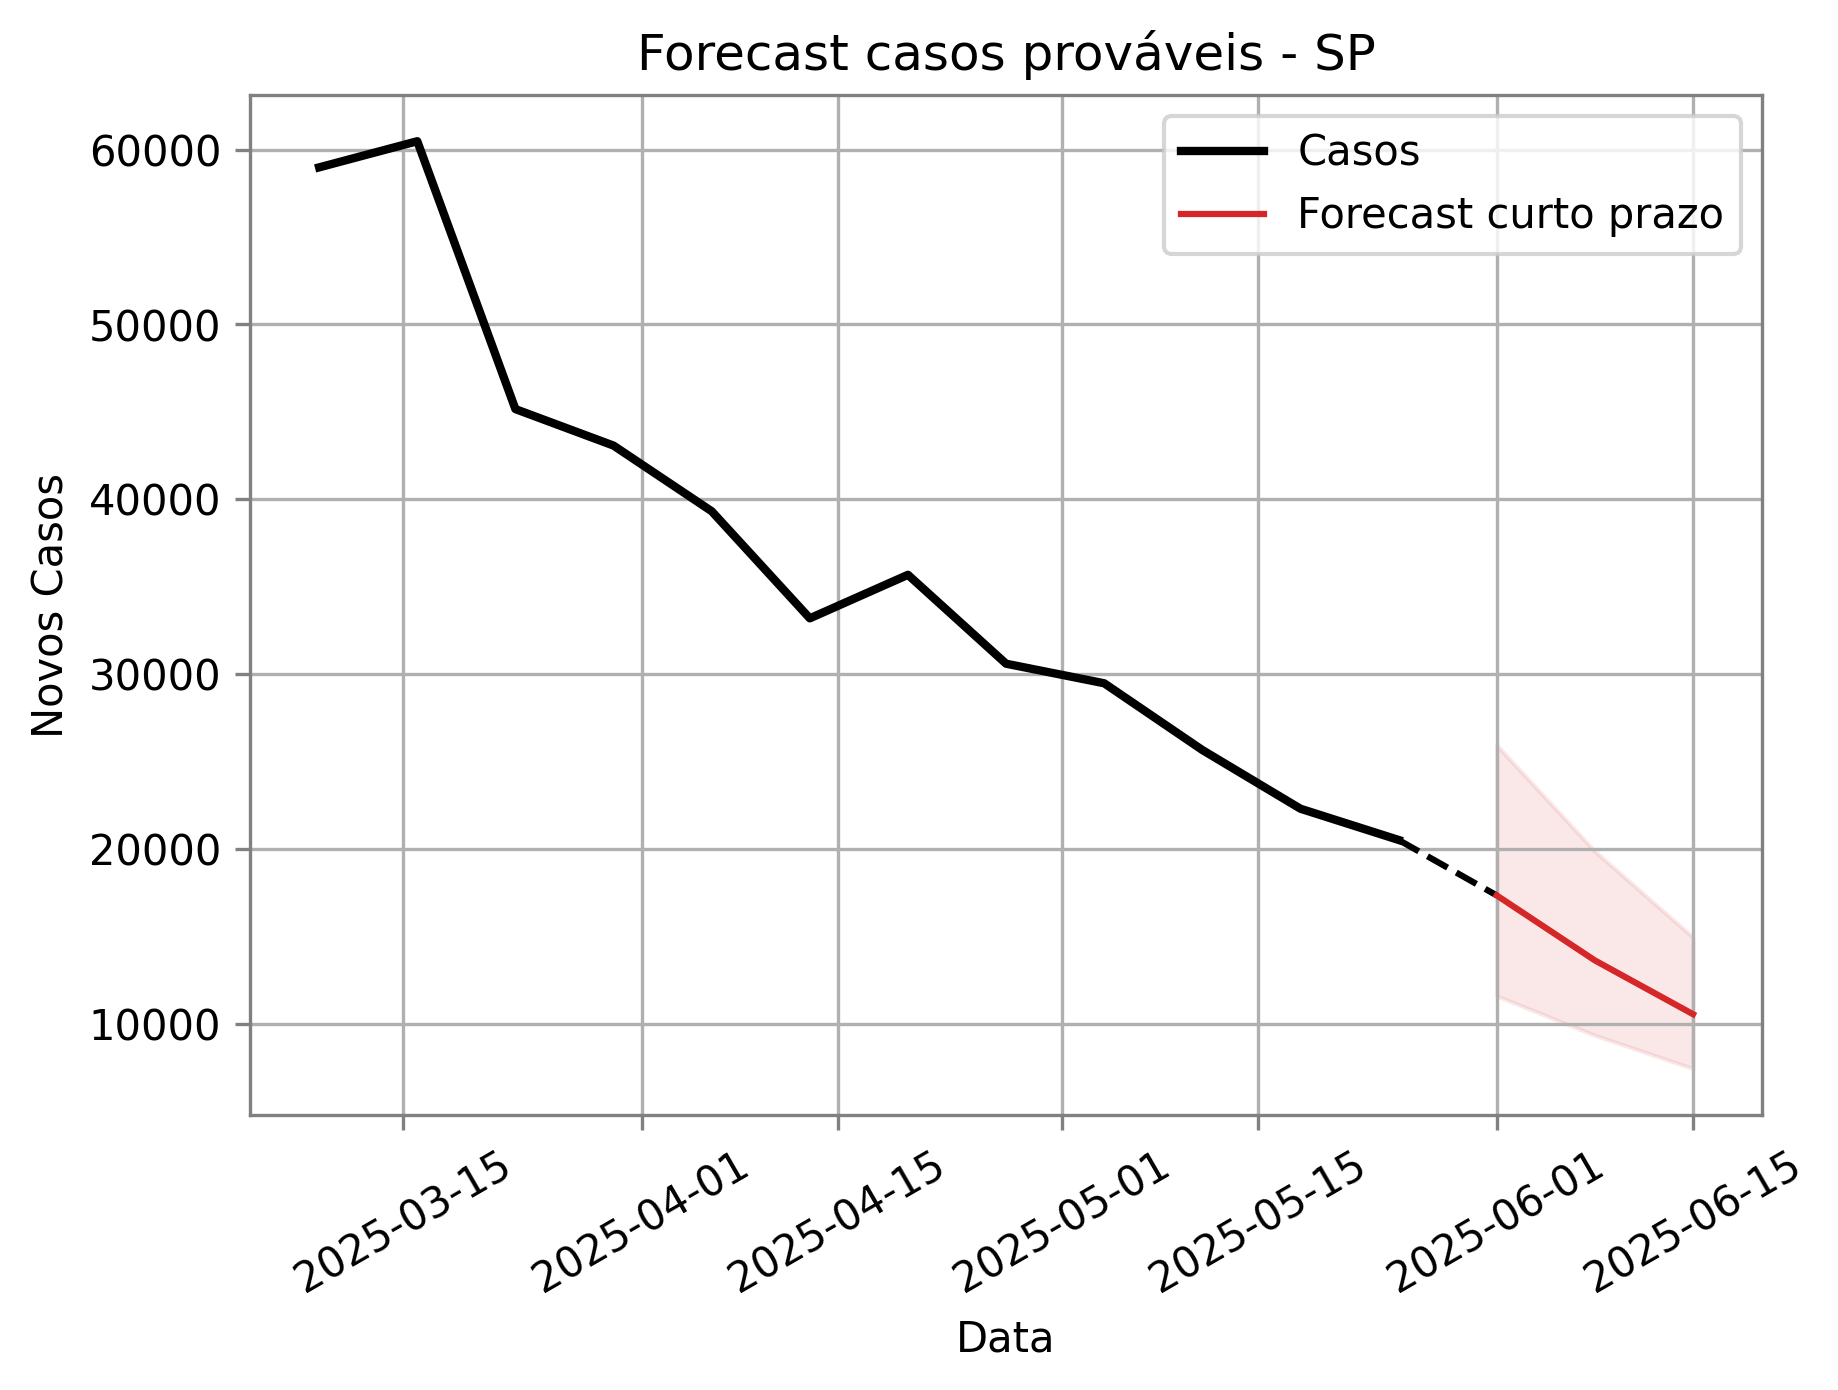 Forecast casos prováveis - SP
Casos
Forecast curto prazo
Novos Casos
60000
50000
40000
30000
20000
10000
2025-03-15
2025-04-01
2025-04-15
2025-05-01
2025-05-15
2025-06-01
2025-06-15
Data